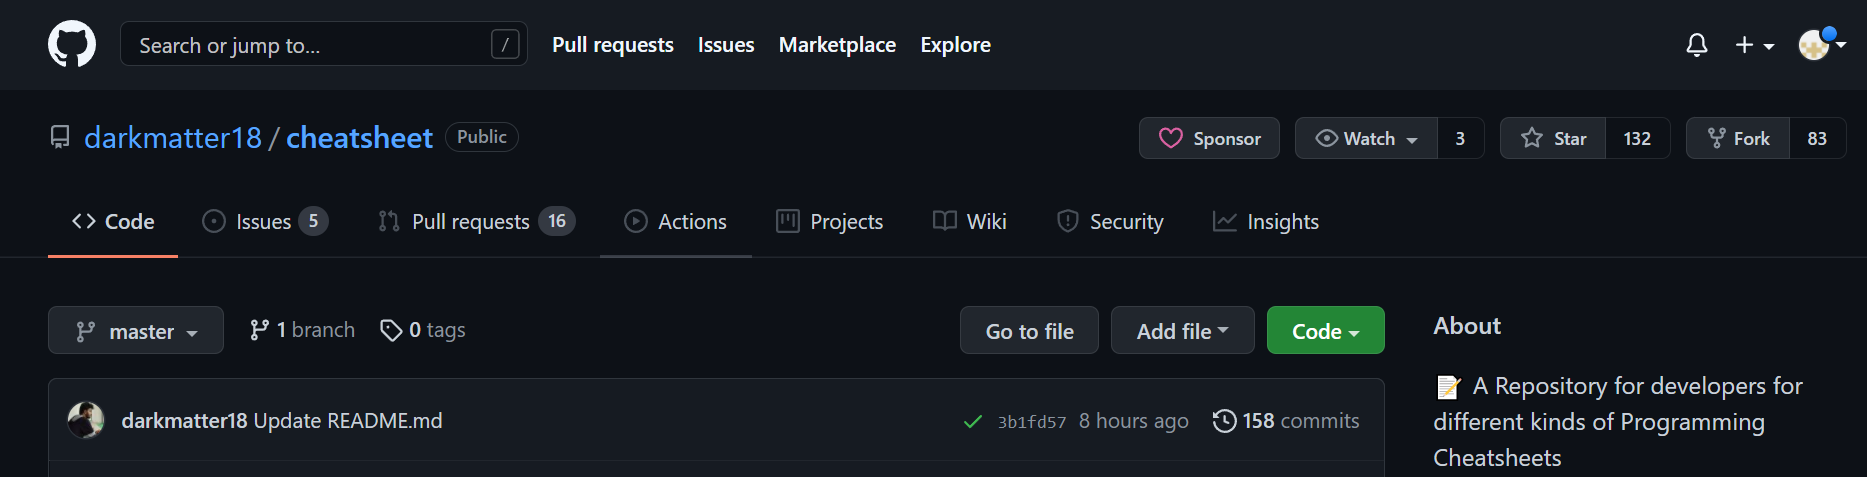 Search or jump to... / Pull requests Issues Marketplace Explore
darkmatter18 / cheatsheet Public Sponsor Watch 3 Star 132 Fork 83
Code Issues 5 Pull requests 16 Actions Projects Wiki Security Insights
master 1 branch 0 tags Go to file Add file Code
About
darkmatter18 Update README.md 3b1fd57 8 hours ago 158 commits
📝 A Repository for developers for
different kinds of Programming
Cheatsheets